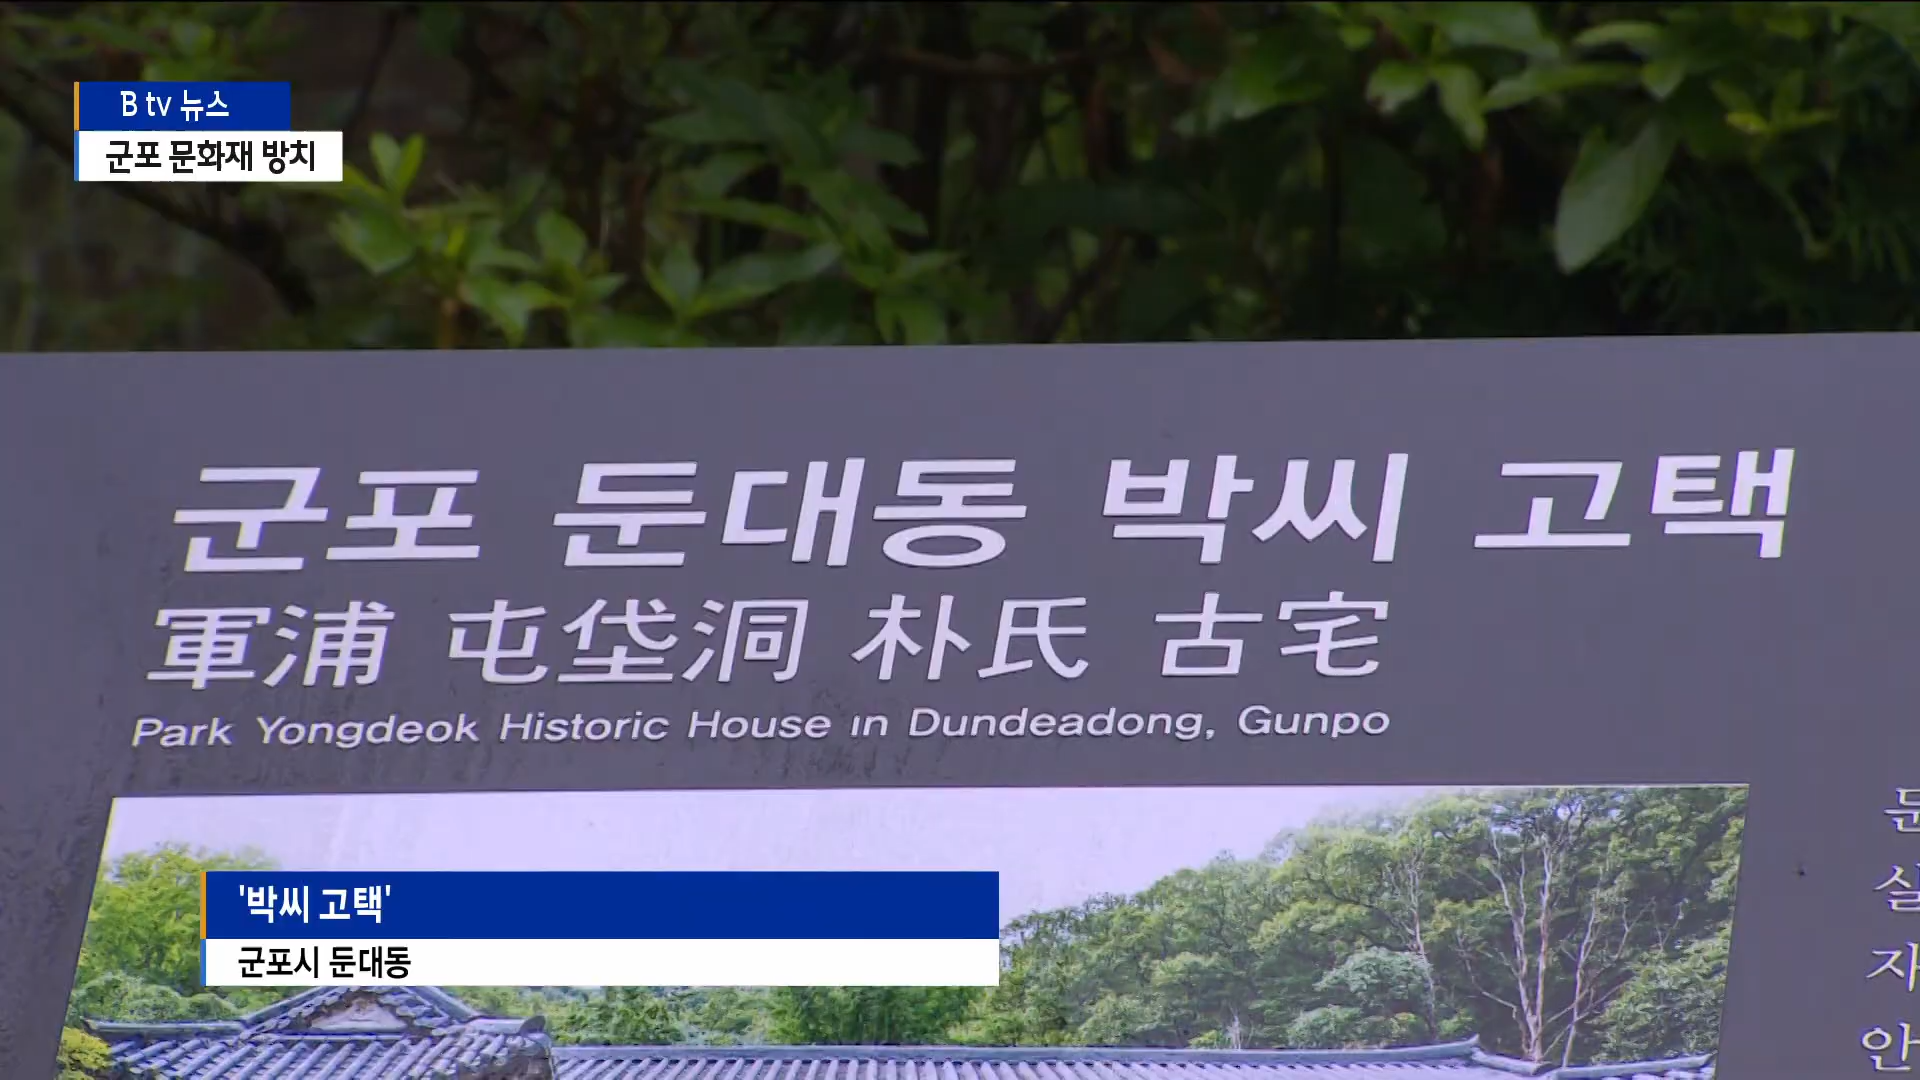 B tv 뉴스
군포 문화재 방치
군포 둔대동 박씨 고택
軍浦 屯垈洞 朴氏 古宅
Park Yongdeok Historic House in Dundeadong, Gunpo
'박씨 고택'
군포시 둔대동
자
안